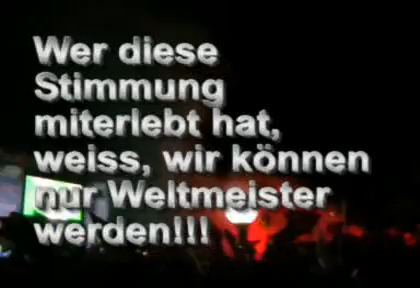 Wer diese
Stimmung
miterlebt hat,
weiss, wir können
nur Weltmeister
werden!!!